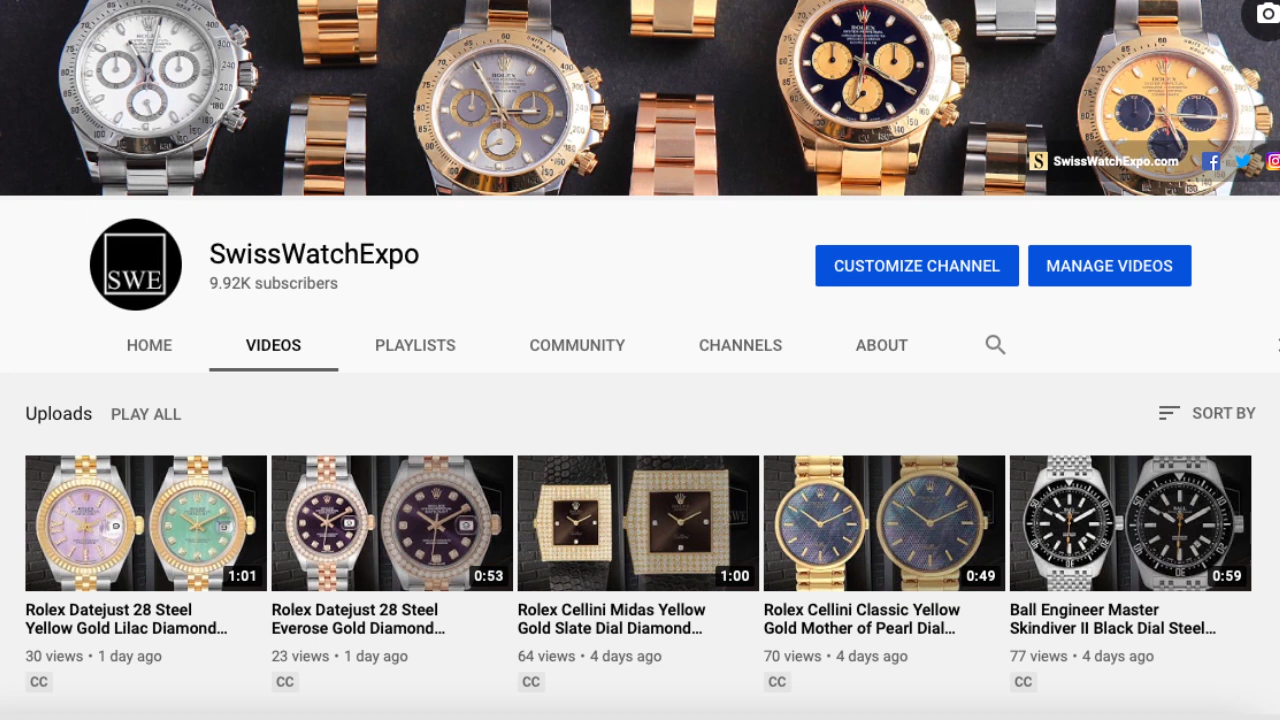 ROLEX
ROLEX
ROLEX
60
S SwissWatchExpo.com
SWE
SwissWatchExpo
9.92K subscribers
CUSTOMIZE CHANNEL
MANAGE VIDEOS
HOME
VIDEOS
PLAYLISTS
COMMUNITY
CHANNELS
ABOUT
Uploads
PLAY ALL
SORT BY
1:01
0:53
1:00
0:49
0:59
Rolex Datejust 28 Steel
Yellow Gold Lilac Diamond...
30 views • 1 day ago
CC
Rolex Datejust 28 Steel
Everose Gold Diamond...
23 views • 1 day ago
CC
Rolex Cellini Midas Yellow
Gold Slate Dial Diamond...
64 views • 4 days ago
CC
Rolex Cellini Classic Yellow
Gold Mother of Pearl Dial...
70 views • 4 days ago
CC
Ball Engineer Master
Skindiver II Black Dial Steel...
77 views • 4 days ago
CC